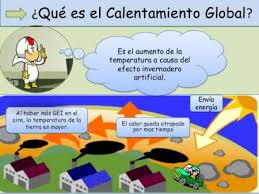 ¿Qué es el Calentamiento Global?
Es el aumento de la
temperatura a causa del
efecto invernadero
artificial.
Envía
energía
Al haber más GEI en el
aire, la temperatura de la
tierra es mayor.
El calor queda atrapado
por mas tiempo